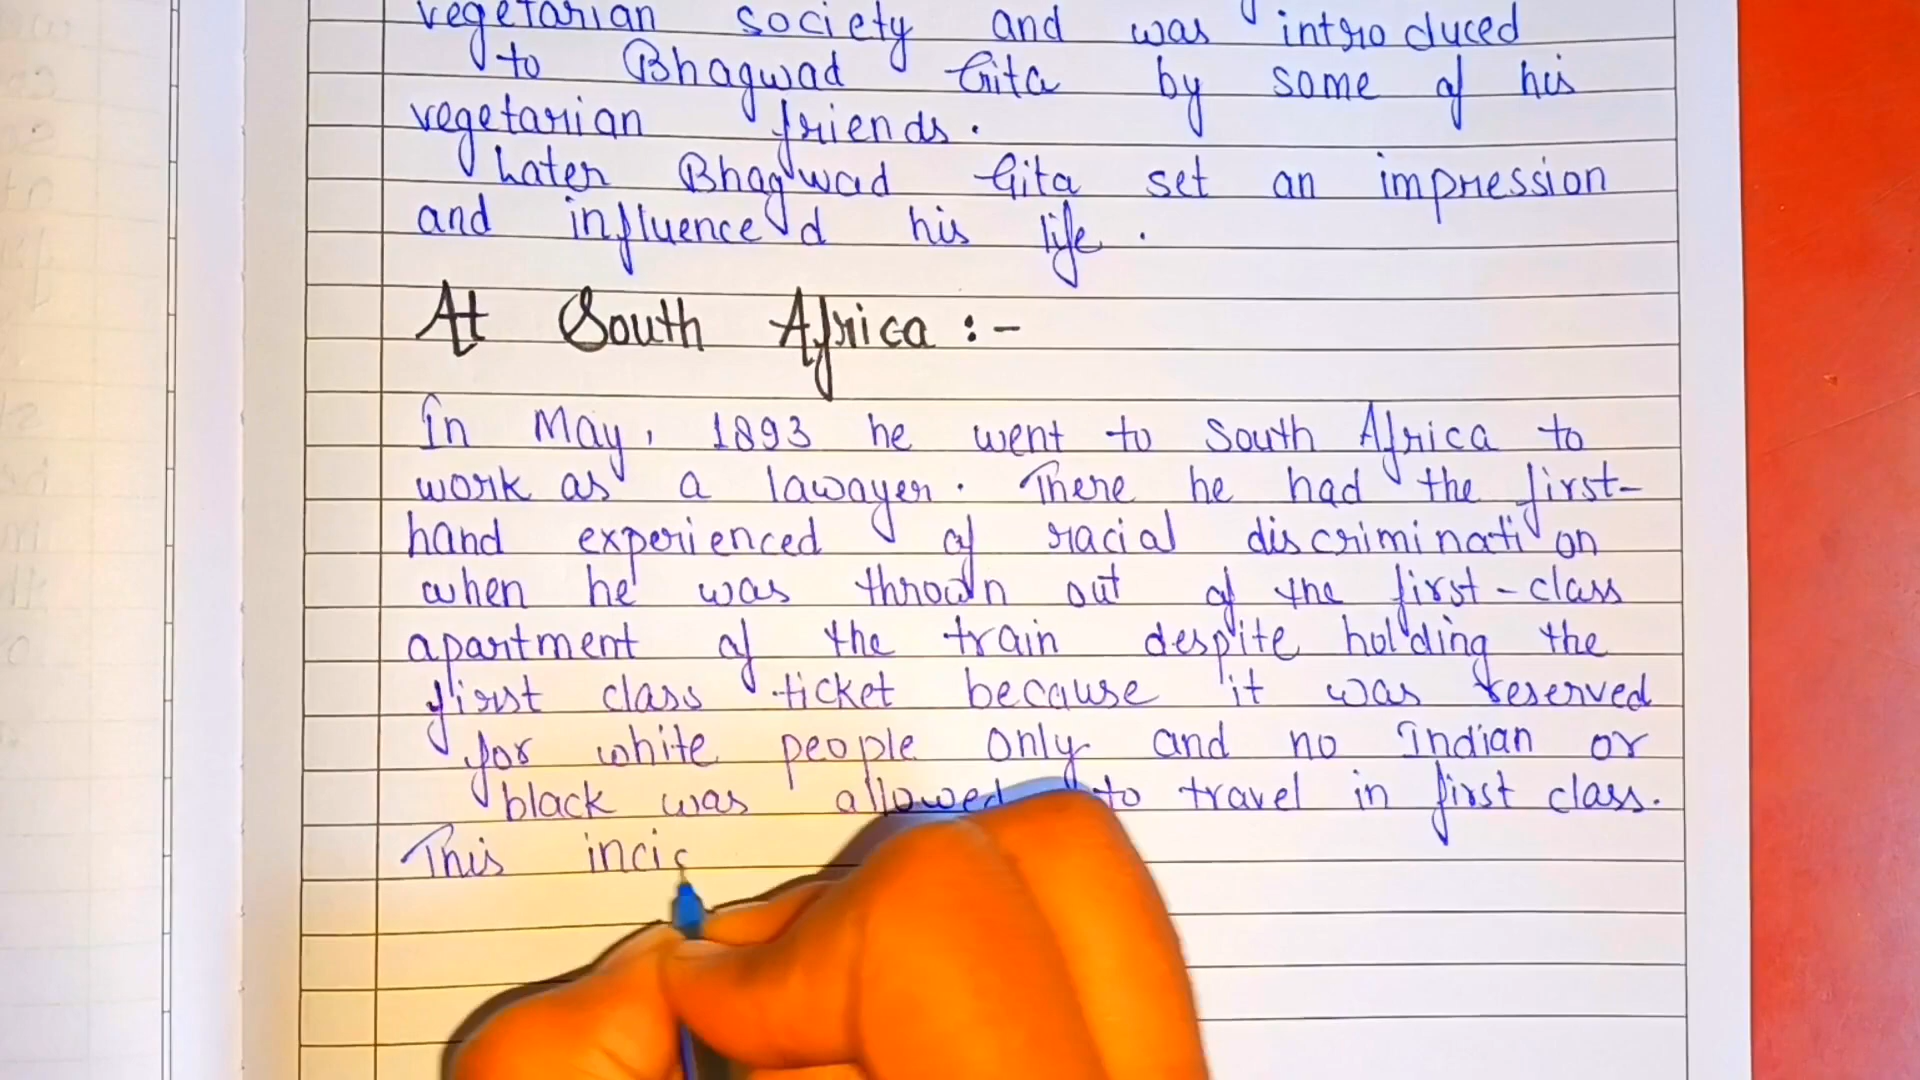 vegetarian society and was introduced
to Bhagwad Gita by some of his
vegetarian friends.
Later Bhagwad Gita set an impression
and influenced his life.
At South Africa :-
In May, 1893 he went to South Africa to
work as a lawayer. There he had the first-
hand experienced of racial discrimination
when he was thrown out of the first-class
apartment of the train despite holding the
first class ticket because it was reserved
for white people only and no Indian or
black was allowed to travel in first class.
This inci